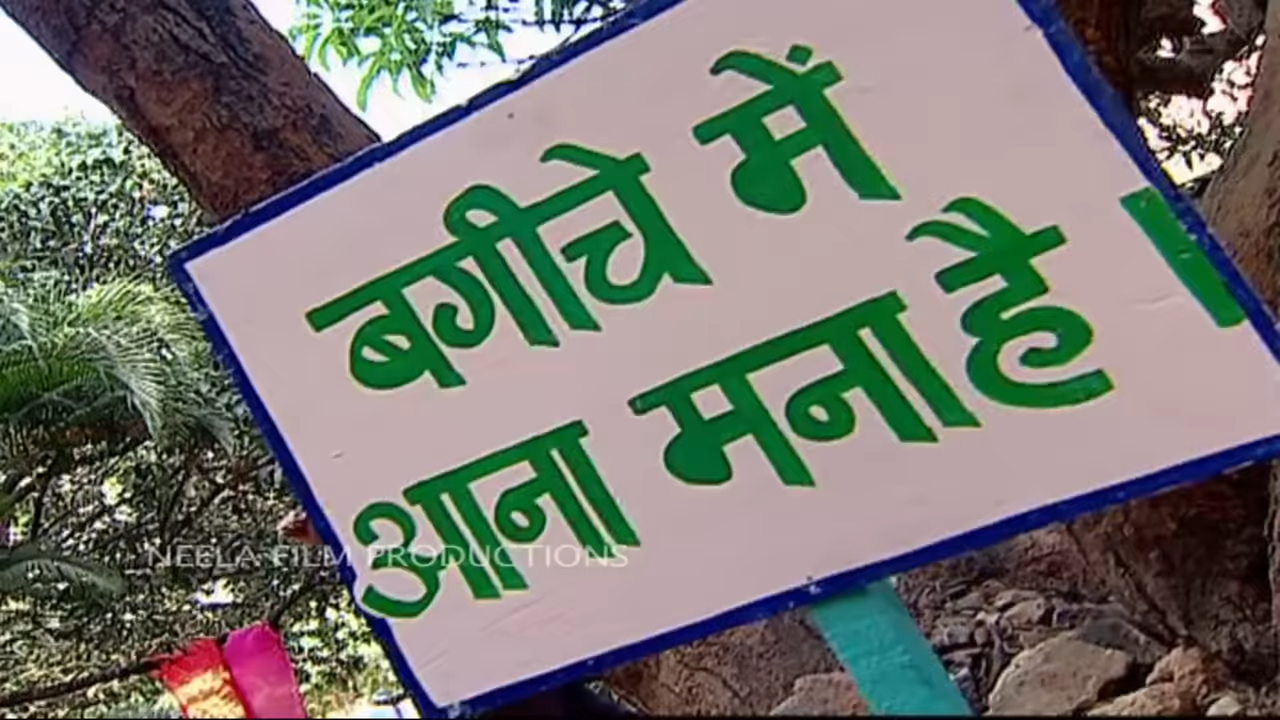 बगीचे में
आना मना है।
NEELA FILM PRODUCTIONS